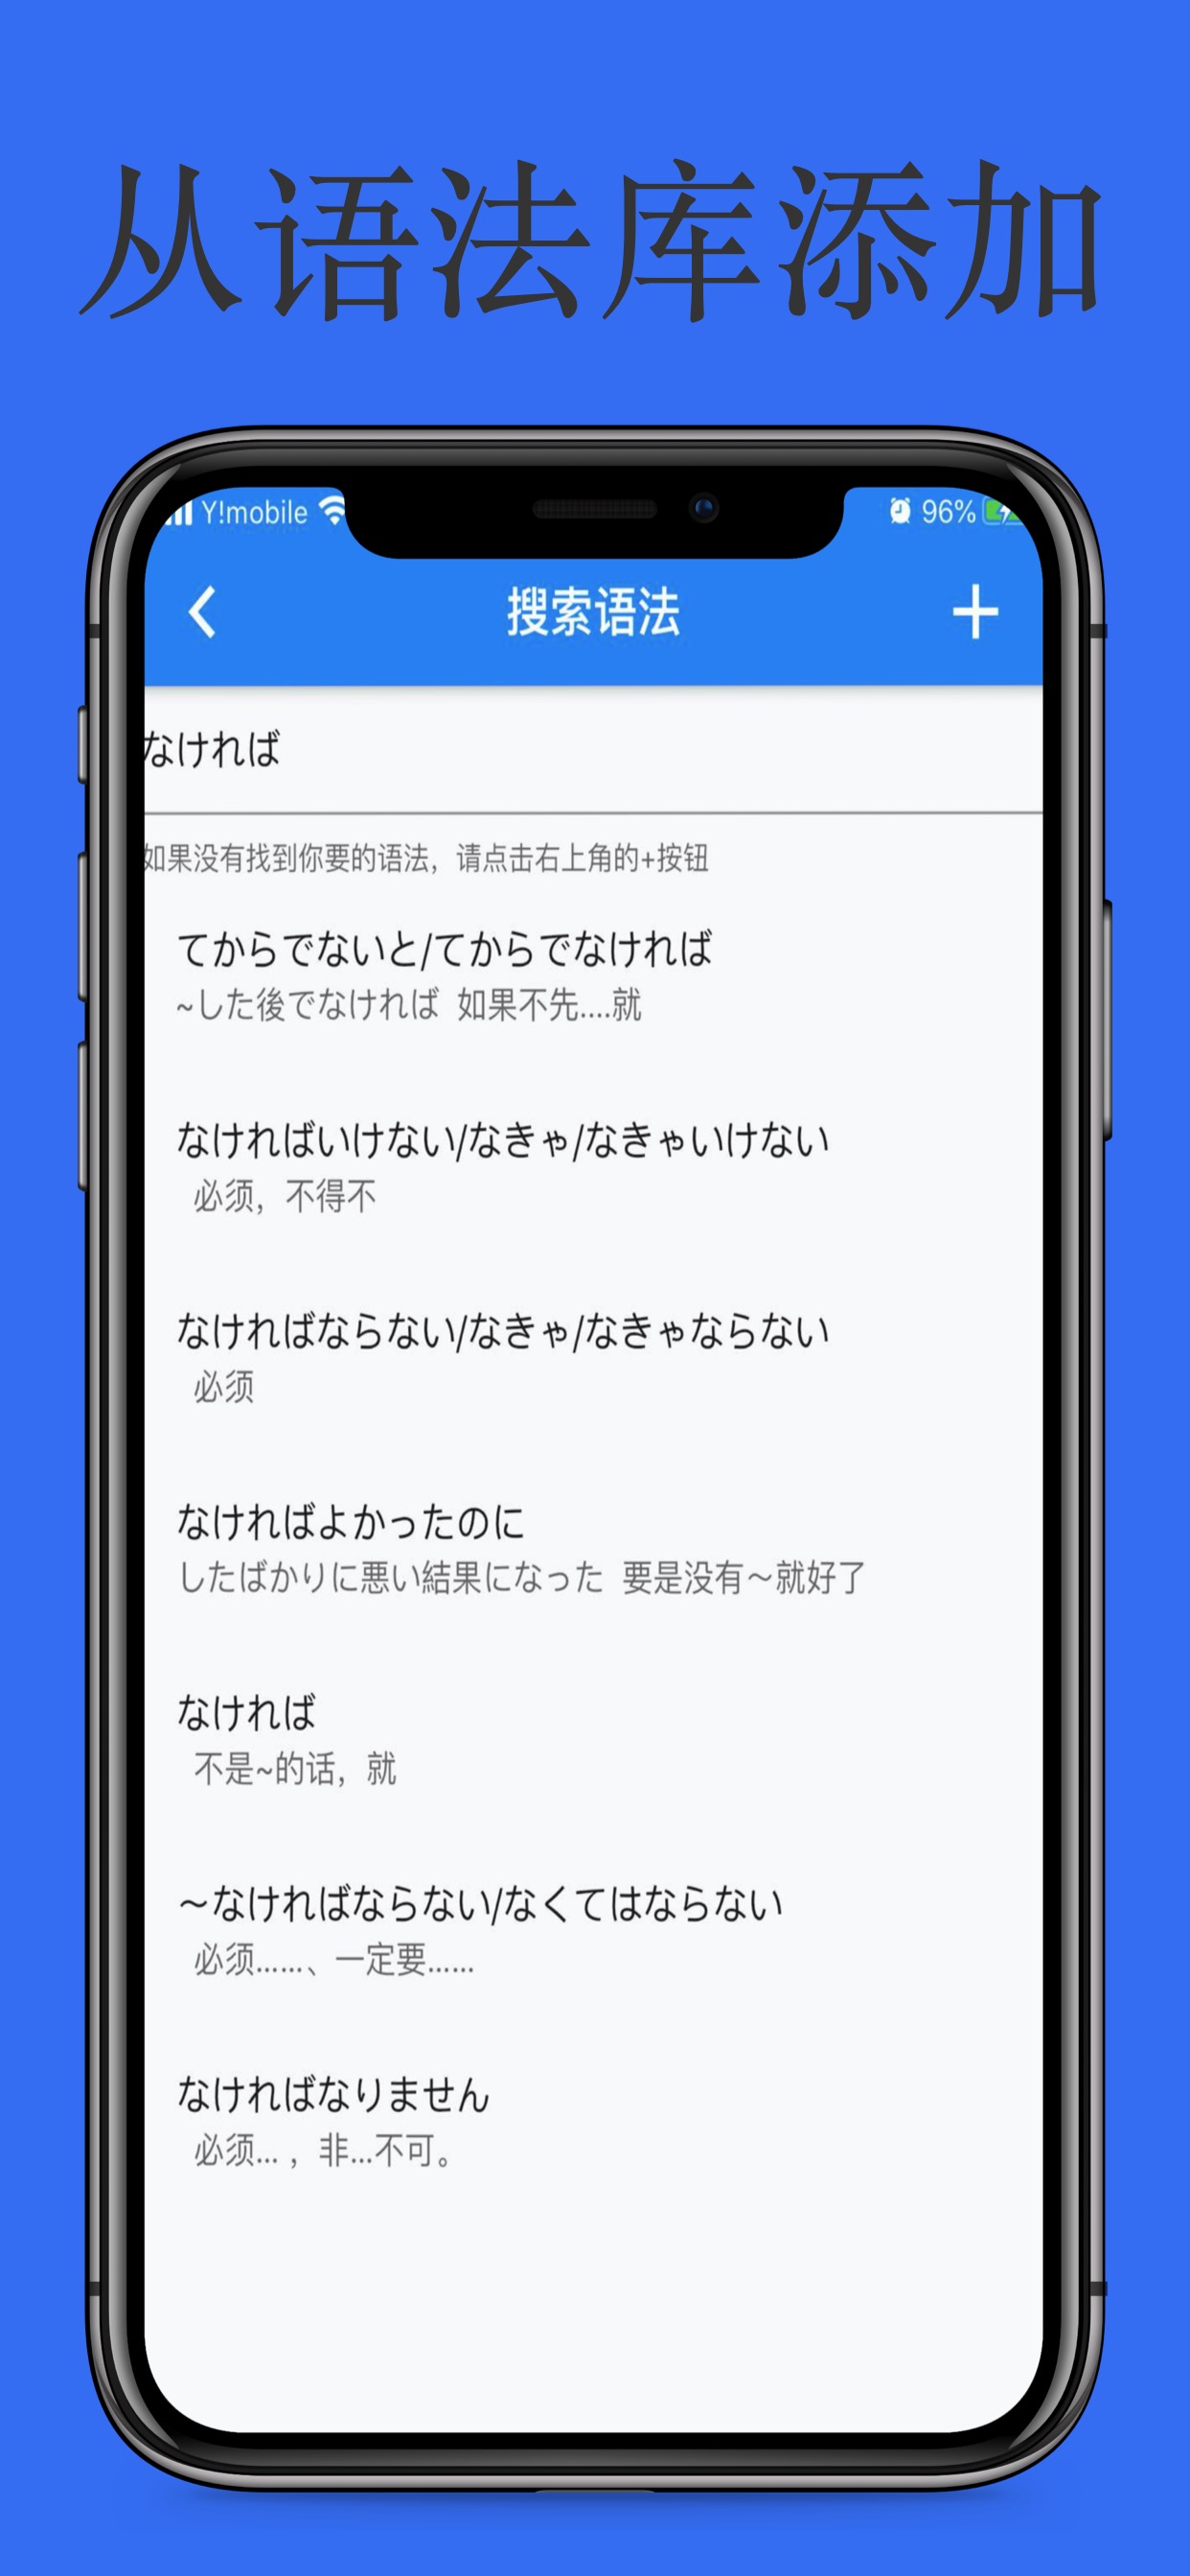 从语法库添加
Y!mobile 96%
搜索语法
なければ
如果没有找到你要的语法，请点击右上角的+按钮
てからでないと/てからでなければ
~した後でなければ 如果不先....就
なければいけない/なきゃ/なきゃいけない
必须，不得不
なければならない/なきゃ/なきゃならない
必须
なければよかったのに
したばかりに悪い結果になった 要是没有～就好了
なければ
不是~的话，就
～なければならない/なくてはならない
必须……、一定要……
なければなりません
必须... ，非...不可。